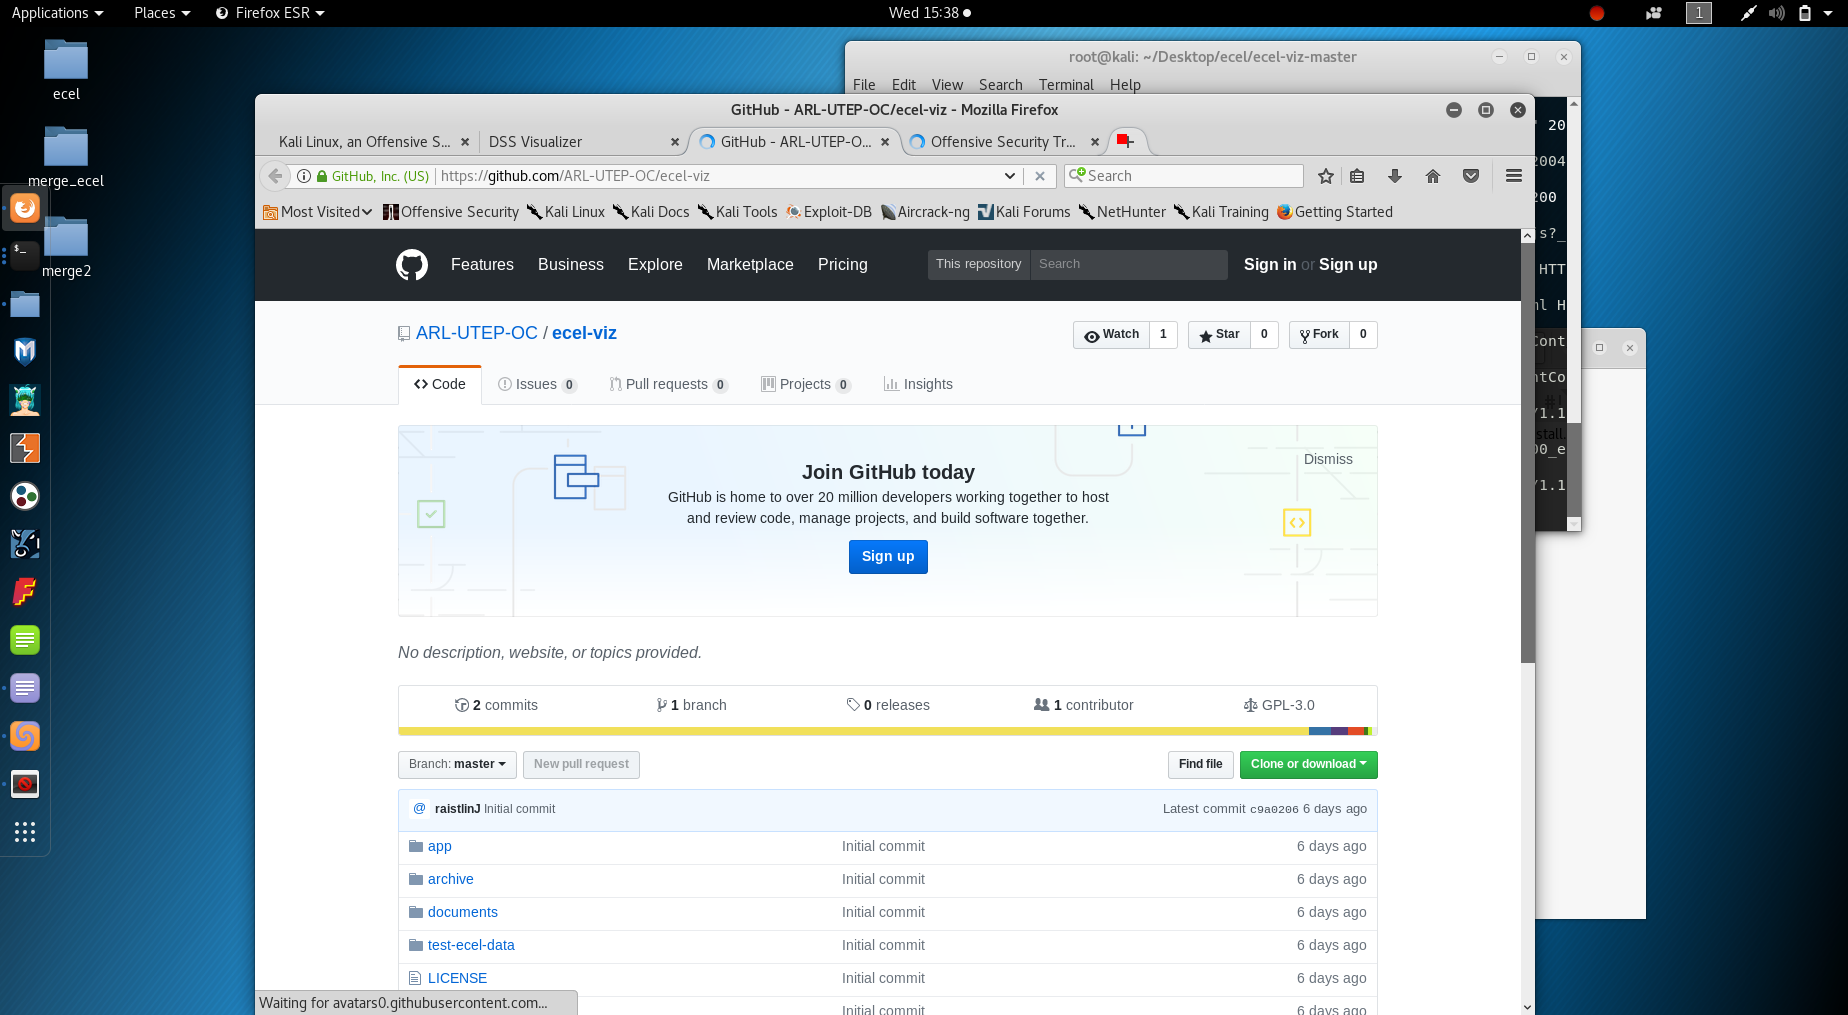 Applications Places Firefox ESR Wed 15:38 1
ecel
merge_ecel
merge2
root@kali: ~/Desktop/ecel/ecel-viz-master
File Edit View Search Terminal Help
GitHub - ARL-UTEP-OC/ecel-viz - Mozilla Firefox
Kali Linux, an Offensive S... DSS Visualizer GitHub - ARL-UTEP-O... Offensive Security Tr...
GitHub, Inc. (US) https://github.com/ARL-UTEP-OC/ecel-viz Search
Most Visited Offensive Security Kali Linux Kali Docs Kali Tools Exploit-DB Aircrack-ng Kali Forums NetHunter Kali Training Getting Started
Features Business Explore Marketplace Pricing This repository Search Sign in or Sign up
ARL-UTEP-OC / ecel-viz Watch 1 Star 0 Fork 0
Code Issues 0 Pull requests 0 Projects 0 Insights
Join GitHub today
Dismiss
GitHub is home to over 20 million developers working together to host
and review code, manage projects, and build software together.
Sign up
No description, website, or topics provided.
2 commits 1 branch 0 releases 1 contributor GPL-3.0
Branch: master New pull request Find file Clone or download
@ raistlinJ Initial commit Latest commit c9a0206 6 days ago
app Initial commit 6 days ago
archive Initial commit 6 days ago
documents Initial commit 6 days ago
test-ecel-data Initial commit 6 days ago
LICENSE Initial commit 6 days ago
Initial commit 6 days ago
Waiting for avatars0.githubusercontent.com...
20
2004
200
s?_
HTT
H
Cont
ntCo
/1.1
stall.
00_e
/1.1